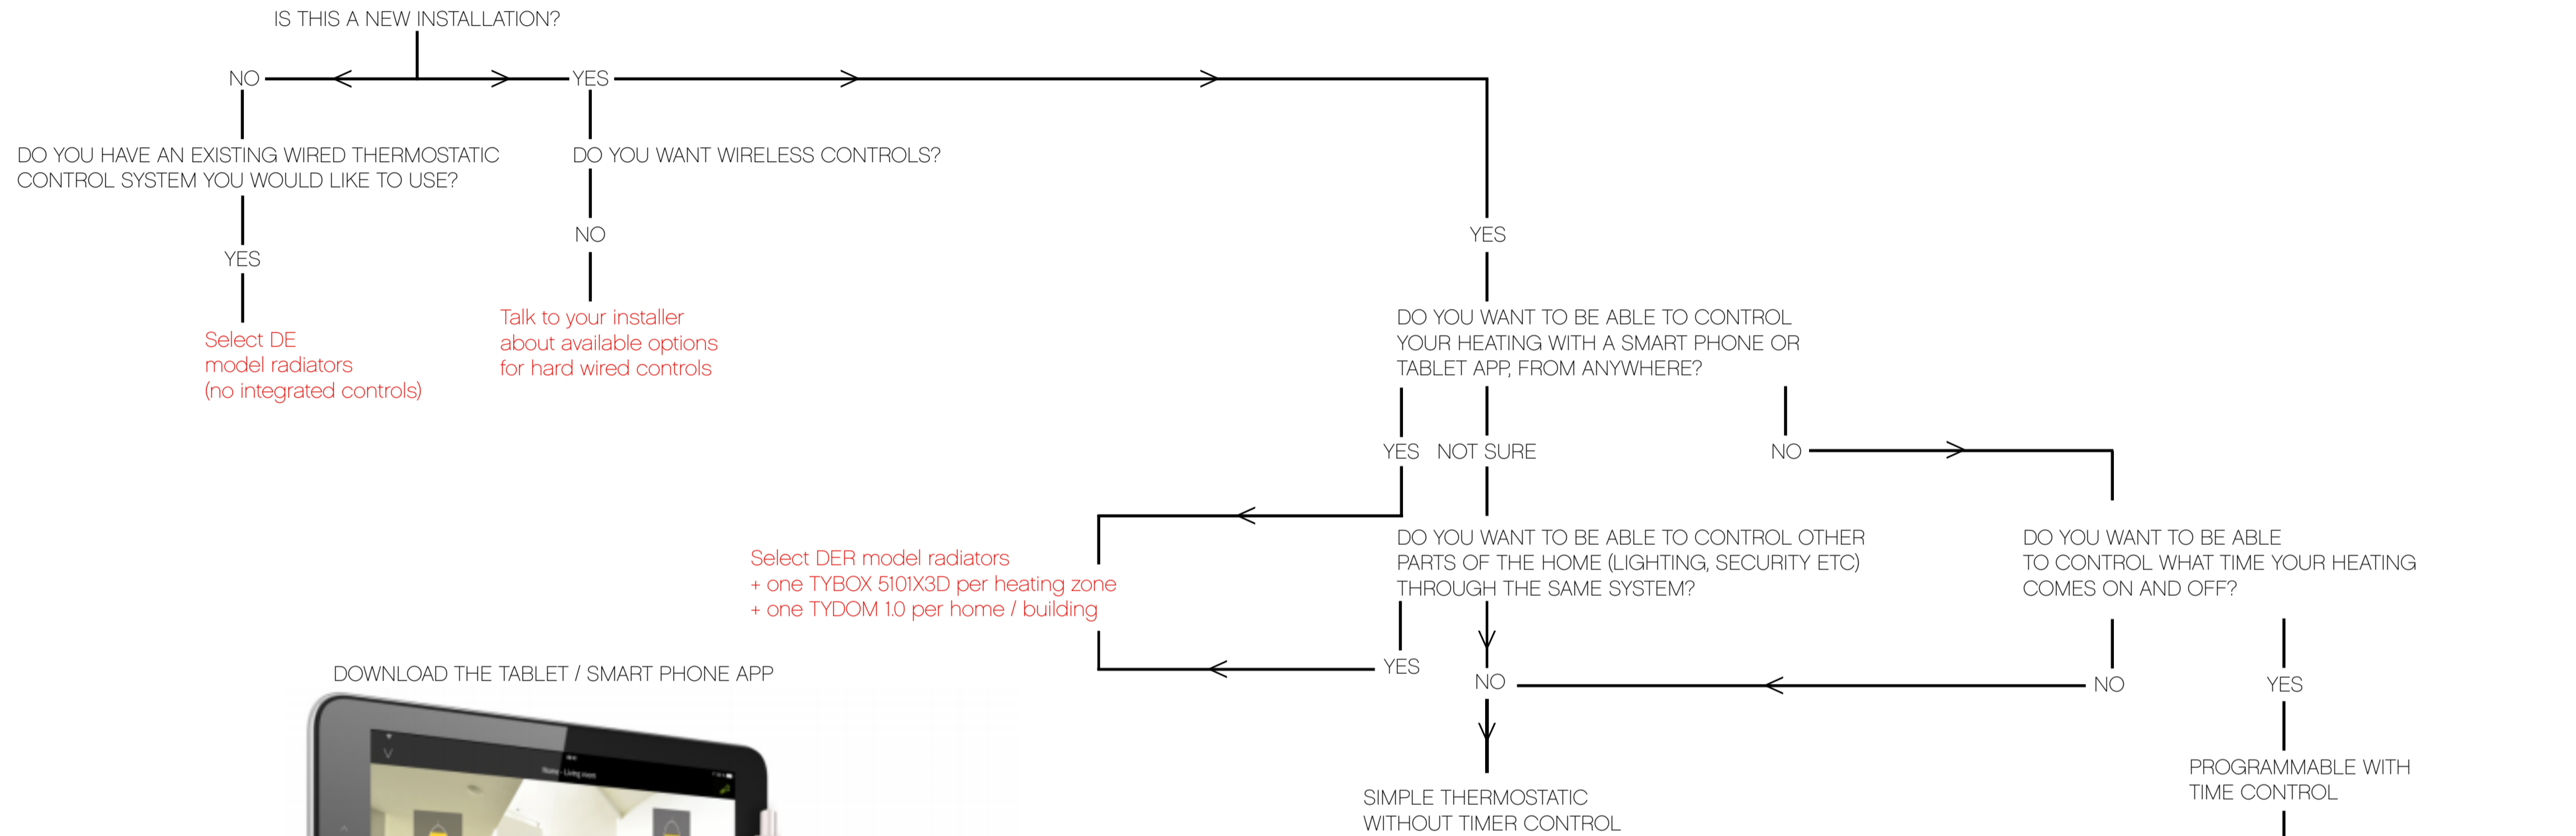 IS THIS A NEW INSTALLATION?
NO
YES
DO YOU HAVE AN EXISTING WIRED THERMOSTATIC
CONTROL SYSTEM YOU WOULD LIKE TO USE?
DO YOU WANT WIRELESS CONTROLS?
YES
NO
YES
Select DE
model radiators
(no integrated controls)
Talk to your installer
about available options
for hard wired controls
DO YOU WANT TO BE ABLE TO CONTROL
YOUR HEATING WITH A SMART PHONE OR
TABLET APP, FROM ANYWHERE?
YES
NOT SURE
NO
Select DER model radiators
+ one TYBOX 5101X3D per heating zone
+ one TYDOM 1.0 per home / building
DO YOU WANT TO BE ABLE TO CONTROL OTHER
PARTS OF THE HOME (LIGHTING, SECURITY ETC)
THROUGH THE SAME SYSTEM?
DO YOU WANT TO BE ABLE
TO CONTROL WHAT TIME YOUR HEATING
COMES ON AND OFF?
YES
NO
NO
YES
DOWNLOAD THE TABLET / SMART PHONE APP
Home - Living room
SIMPLE THERMOSTATIC
WITHOUT TIMER CONTROL
PROGRAMMABLE WITH
TIME CONTROL